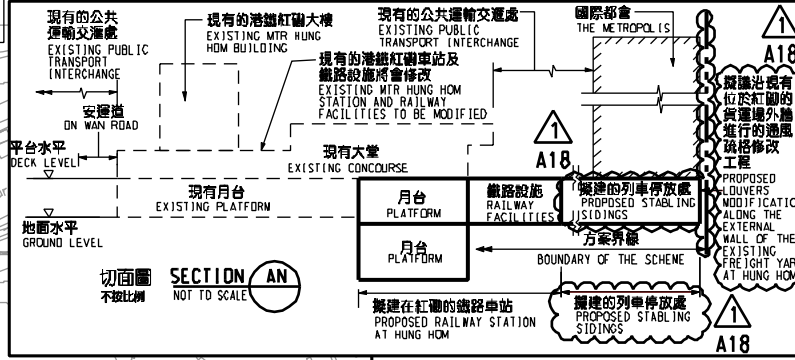 現有的公共
運輸交滙處
EXISTING PUBLIC
TRANSPORT
INTERCHANGE
現有的港鐵紅磡大樓
EXISTING MTR HUNG
HOM BUILDING
現有的公共運輸交滙處
EXISTING PUBLIC
TRANSPORT INTERCHANGE
國際都會
THE METROPOLIS
1
A18
現有的港鐵紅磡車站及
鐵路設施將會修改
EXISTING MTR HUNG HOM
STATION AND RAILWAY
FACILITIES TO BE MODIFIED
安運道
ON WAN ROAD
平台水平
DECK LEVEL
現有大堂
EXISTING CONCOURSE
1
A18
擬議沿現有
位於紅磡的
貨運場外牆
進行的通風
疏格修改
工程
PROPOSED
LOUVERS
MODIFICATIC
ALONG THE
EXTERNAL
WALL OF THE
EXISTING
FREIGHT YAR
AT HUNG HOM
現有月台
EXISTING PLATFORM
月台
PLATFORM
鐵路設施
RAILWAY
FACILITIES
擬建的列車停放處
PROPOSED STABLING
SIDINGS
地面水平
GROUND LEVEL
月台
PLATFORM
方案界線
BOUNDARY OF THE SCHEME
切面圖
不按比例
SECTION AN
NOT TO SCALE
擬建在紅磡的鐵路車站
PROPOSED RAILWAY STATION
AT HUNG HOM
擬建的列車停放處
PROPOSED STABLING
SIDINGS
1
A18